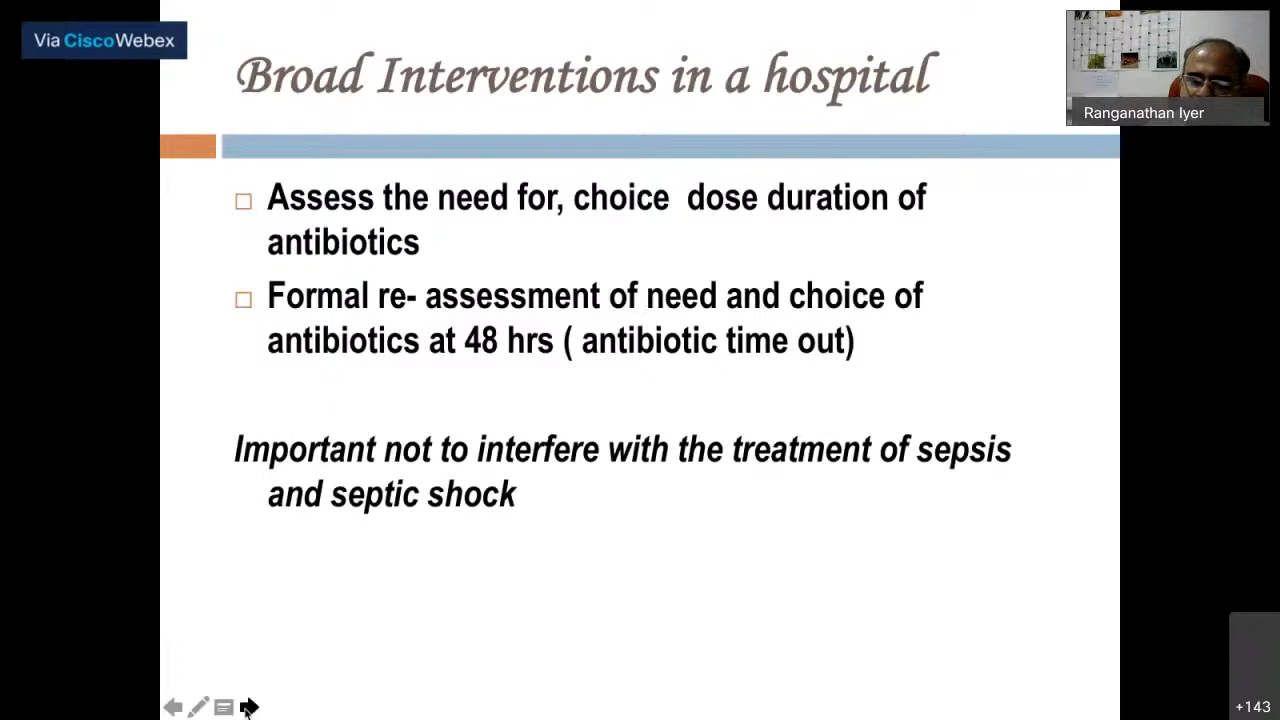 Via CiscoWebex
Broad Interventions in a hospital
Ranganathan Iyer
Assess the need for, choice dose duration of
antibiotics
Formal re- assessment of need and choice of
antibiotics at 48 hrs ( antibiotic time out)
Important not to interfere with the treatment of sepsis
and septic shock
+143